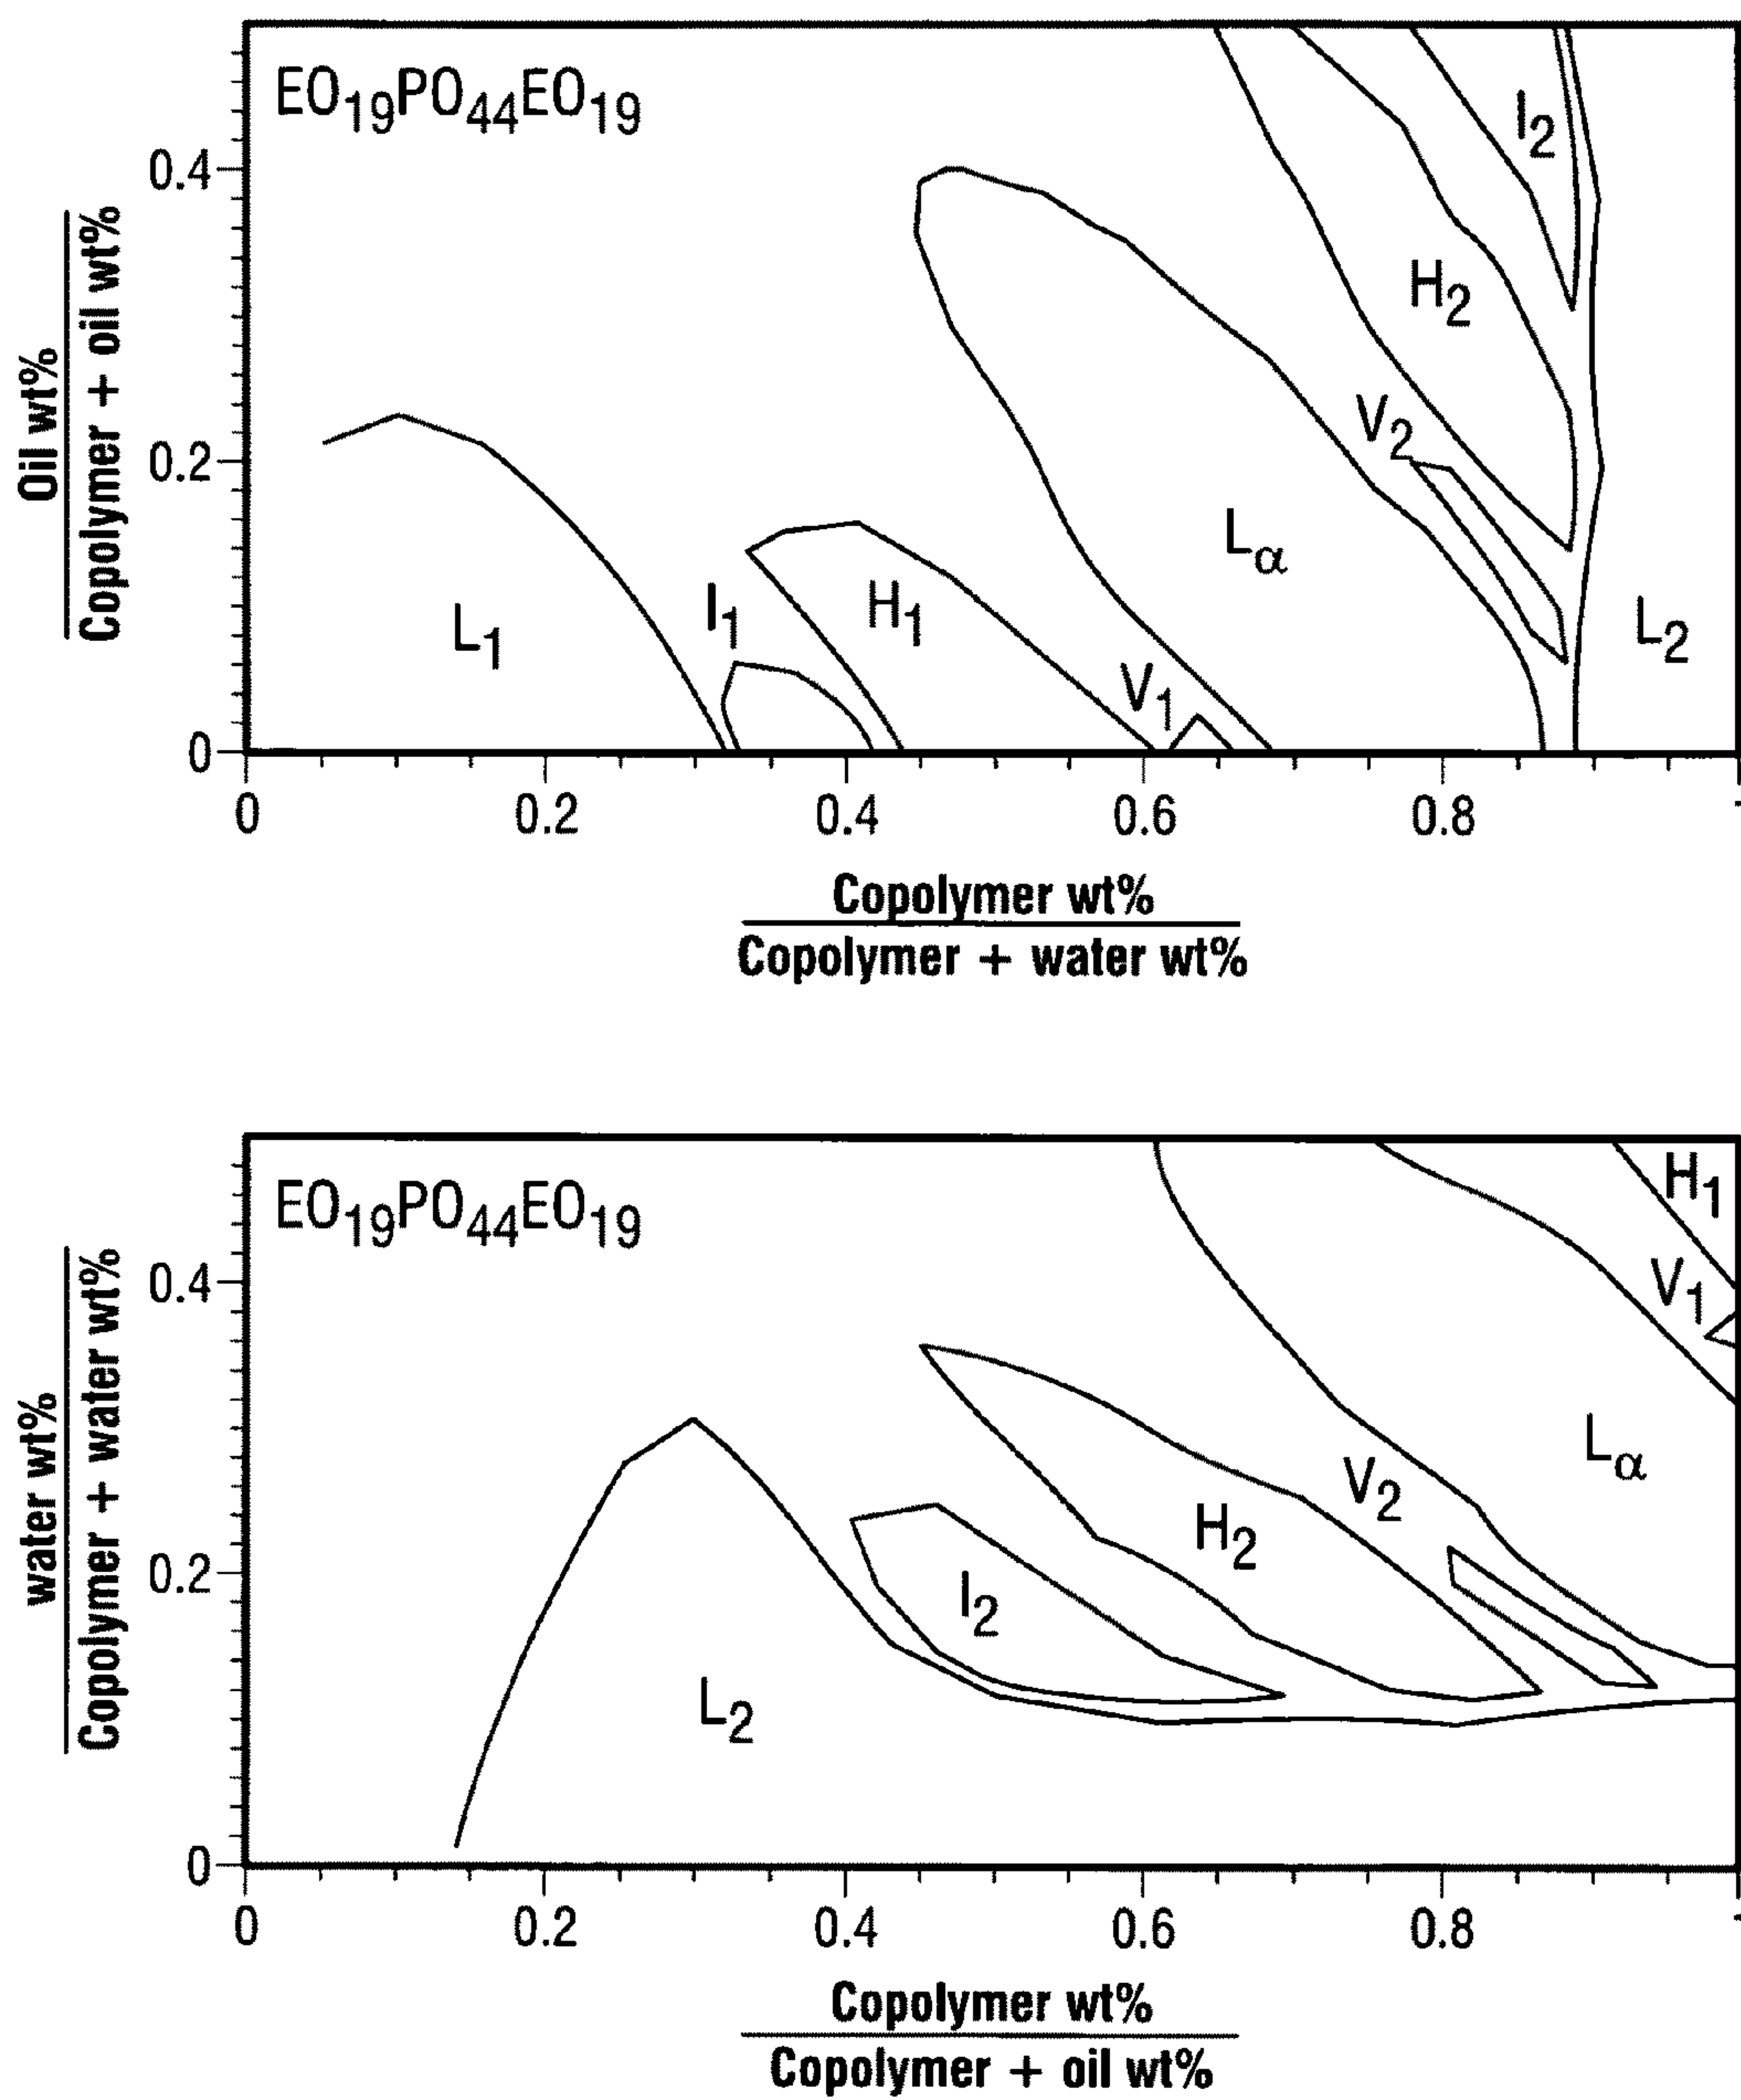 EO19PO44EO19
Oil wt%
Copolymer + oil wt%
0.4
0.2
0
L1
I1
H1
V1
Lα
V2
H2
I2
L2
0
0.2
0.4
0.6
0.8
Copolymer wt%
Copolymer + water wt%
EO19PO44EO19
water wt%
Copolymer + water wt%
0.4
0.2
0
H1
V1
Lα
V2
H2
I2
L2
0
0.2
0.4
0.6
0.8
Copolymer wt%
Copolymer + oil wt%